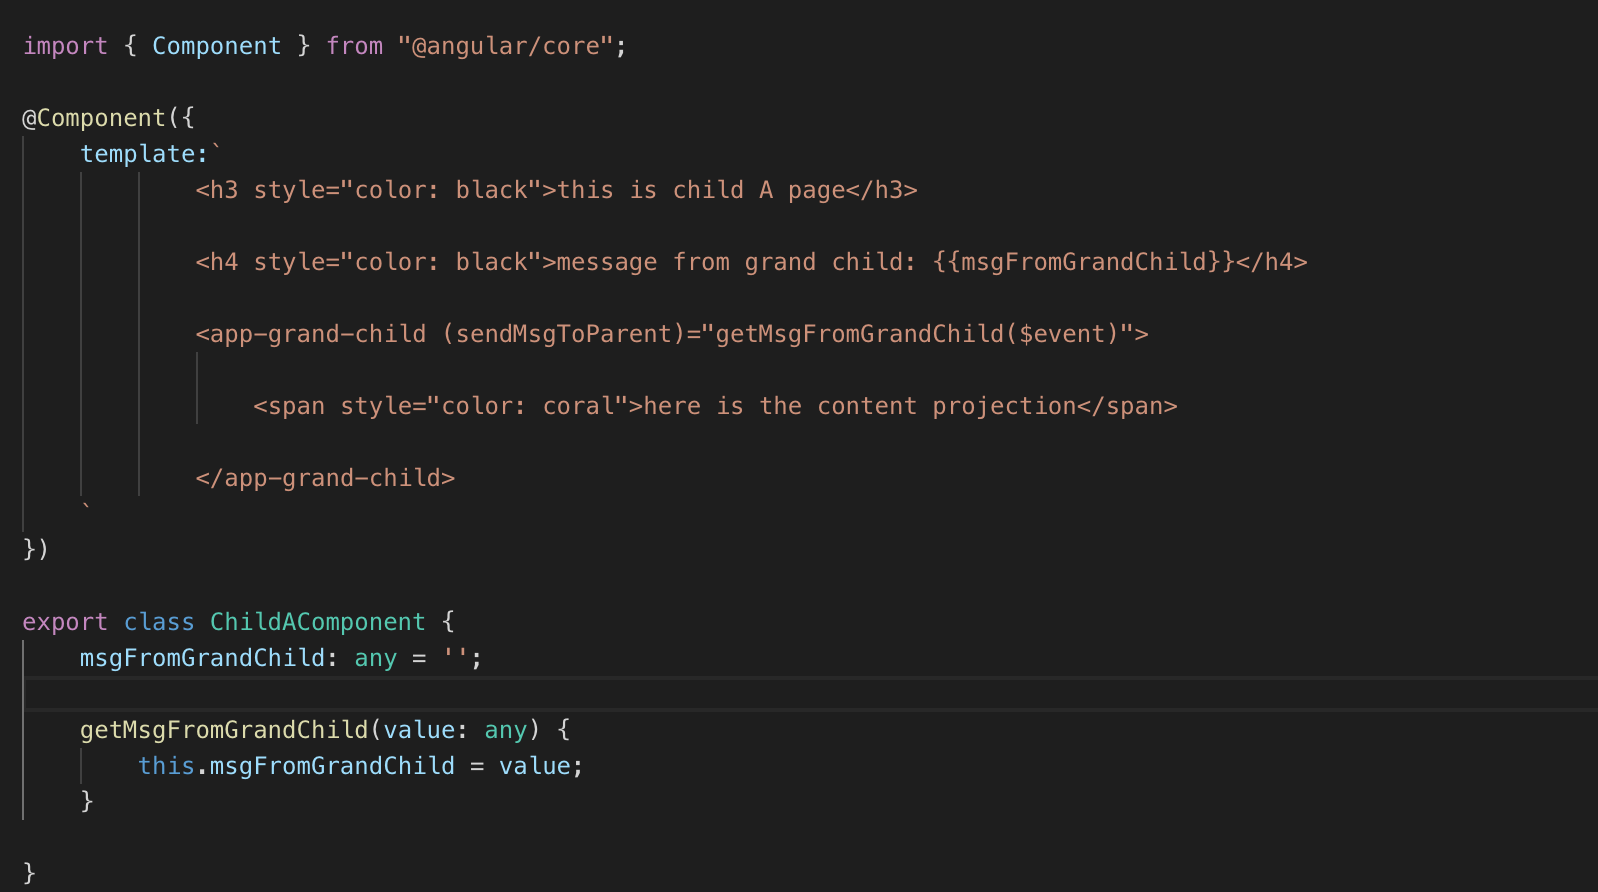 import { Component } from "@angular/core";
@Component({
template:`
<h3 style="color: black">this is child A page</h3>
<h4 style="color: black">message from grand child: {{msgFromGrandChild}}</h4>
<app-grand-child (sendMsgToParent)="getMsgFromGrandChild($event)">
<span style="color: coral">here is the content projection</span>
</app-grand-child>
`
})
export class ChildAComponent {
msgFromGrandChild: any = '';
getMsgFromGrandChild(value: any) {
this.msgFromGrandChild = value;
}
}